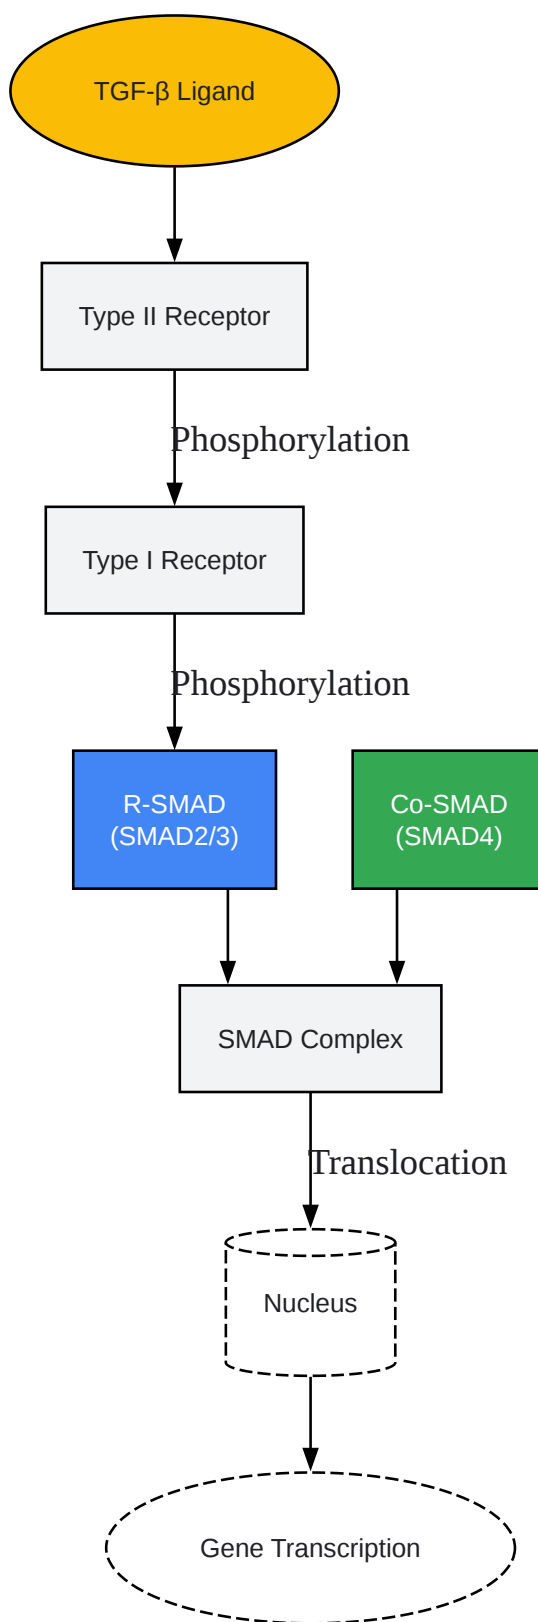 TGF-β Ligand
Type II Receptor
Phosphorylation
Type I Receptor
Phosphorylation
R-SMAD
(SMAD2/3)
Co-SMAD
(SMAD4)
SMAD Complex
Translocation
Nucleus
Gene Transcription